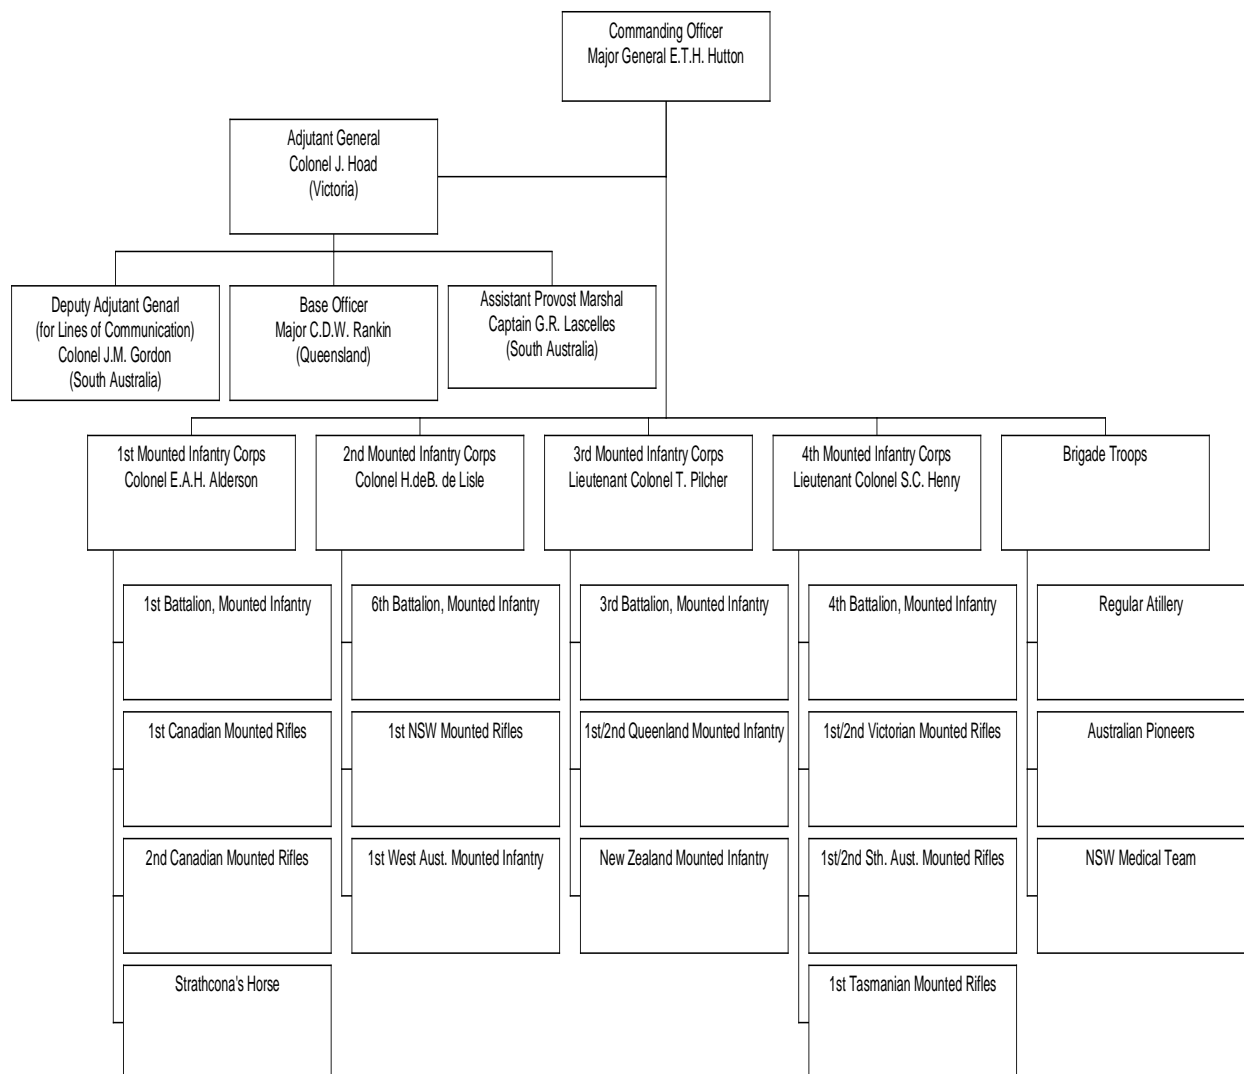 Commanding Officer
Major General E.T.H. Hutton
Adjutant General
Colonel J. Hoad
(Victoria)
Deputy Adjutant Genarl
(for Lines of Communication)
Colonel J.M. Gordon
(South Australia)
Base Officer
Major C.D.W. Rankin
(Queensland)
Assistant Provost Marshal
Captain G.R. Lascelles
(South Australia)
1st Mounted Infantry Corps
Colonel E.A.H. Alderson
2nd Mounted Infantry Corps
Colonel H.deB. de Lisle
3rd Mounted Infantry Corps
Lieutenant Colonel T. Pilcher
4th Mounted Infantry Corps
Lieutenant Colonel S.C. Henry
Brigade Troops
1st Battalion, Mounted Infantry
6th Battalion, Mounted Infantry
3rd Battalion, Mounted Infantry
4th Battalion, Mounted Infantry
Regular Atillery
1st Canadian Mounted Rifles
1st NSW Mounted Rifles
1st/2nd Queenland Mounted Infantry
1st/2nd Victorian Mounted Rifles
Australian Pioneers
2nd Canadian Mounted Rifles
1st West Aust. Mounted Infantry
New Zealand Mounted Infantry
1st/2nd Sth. Aust. Mounted Rifles
NSW Medical Team
Strathcona's Horse
1st Tasmanian Mounted Rifles